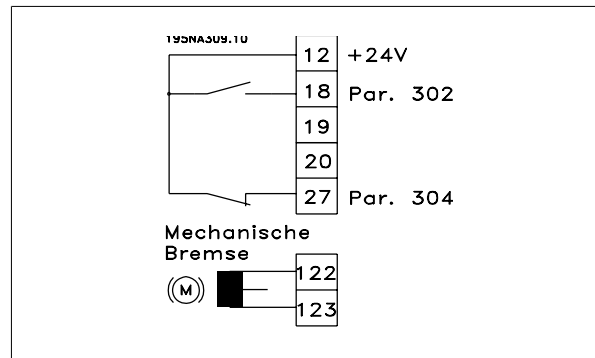 195NA309.10
12 +24V
18 Par. 302
19
20
27 Par. 304
Mechanische
Bremse
122
M
123